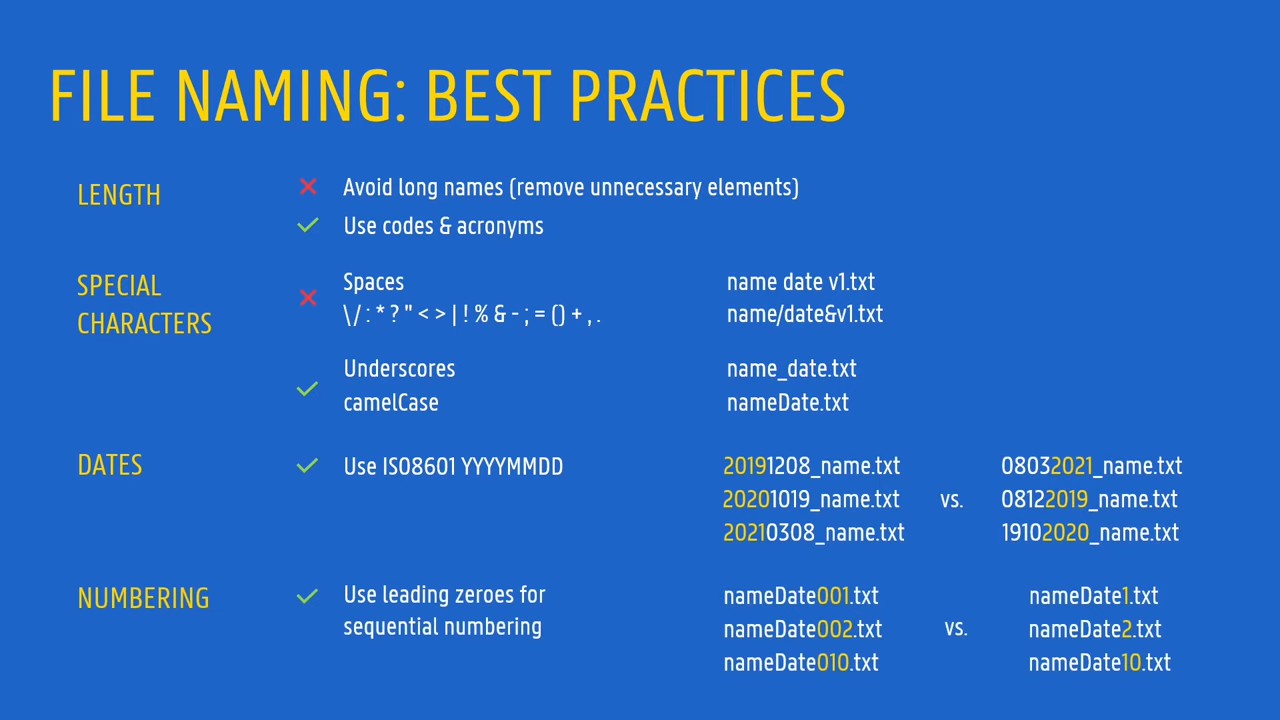 FILE NAMING: BEST PRACTICES
LENGTH
Avoid long names (remove unnecessary elements)
Use codes & acronyms
SPECIAL
CHARACTERS
Spaces
name date v1.txt
\ / : * ? " < > | ! % & - ; = () + , .
name/date&v1.txt
Underscores
name_date.txt
camelCase
nameDate.txt
DATES
Use ISO8601 YYYYMMDD
20191208_name.txt
20201019_name.txt
20210308_name.txt
vs.
08032021_name.txt
08122019_name.txt
19102020_name.txt
NUMBERING
Use leading zeroes for
sequential numbering
nameDate001.txt
nameDate002.txt
nameDate010.txt
vs.
nameDate1.txt
nameDate2.txt
nameDate10.txt